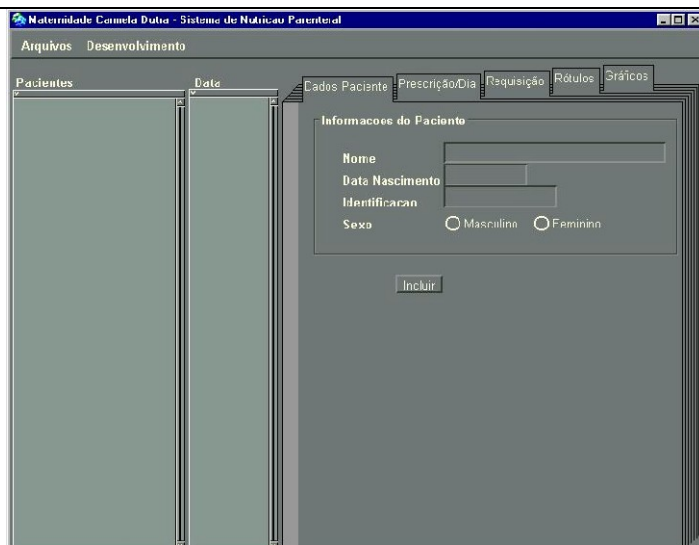 Maternidade Carmela Dutra - Sistema de Nutricao Parenteral
Arquivos Desenvolvimento
Pacientes
Data
Dados Paciente
Prescrição/Dia
Requisição
Rótulos
Gráficos
Informacoes do Paciente
Nome
Data Nascimento
Identificacao
Sexo
Masculino
Feminino
Incluir